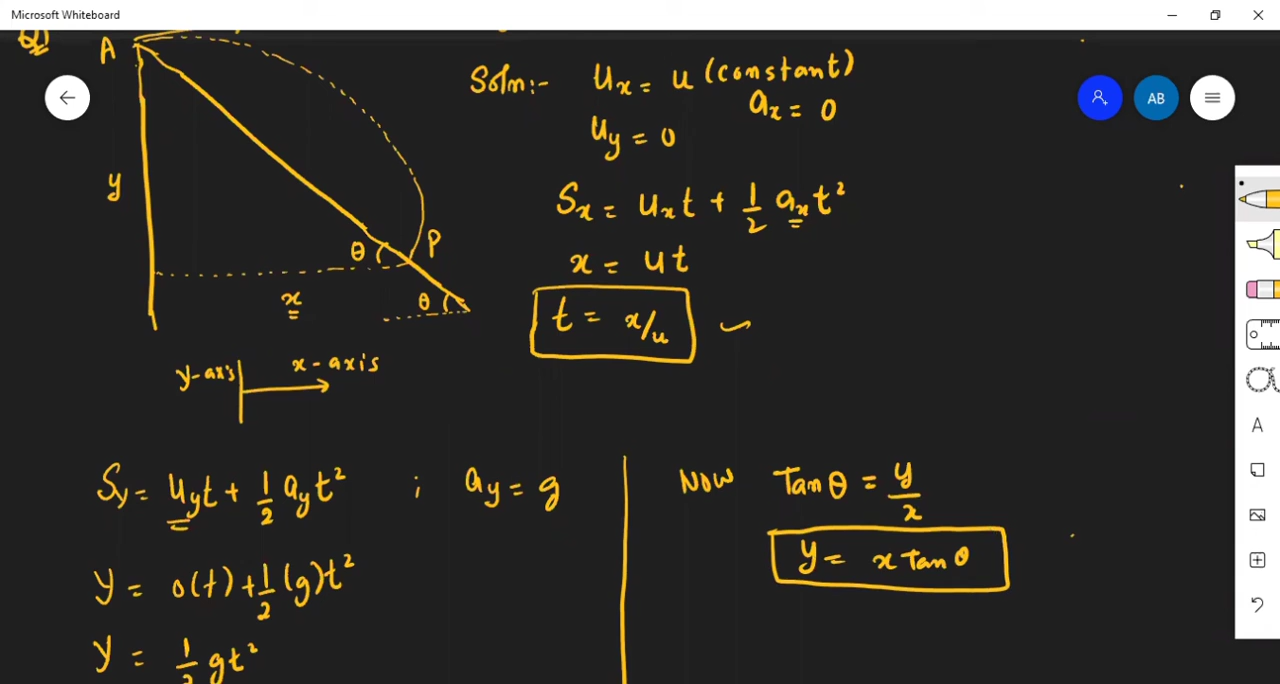 Microsoft Whiteboard
A
y
θ
P
x
θ
y-axis
x-axis
Soln:- ux = u (constant)
ax = 0
uy = 0
Sx = uxt + 1/2 axt²
x = ut
t = x/u
AB
A
Sy = uyt + 1/2 ayt² ; ay = g
y = 0(t) + 1/2 (g)t²
y = 1/2 gt²
Now Tanθ = y/x
y = x Tanθ